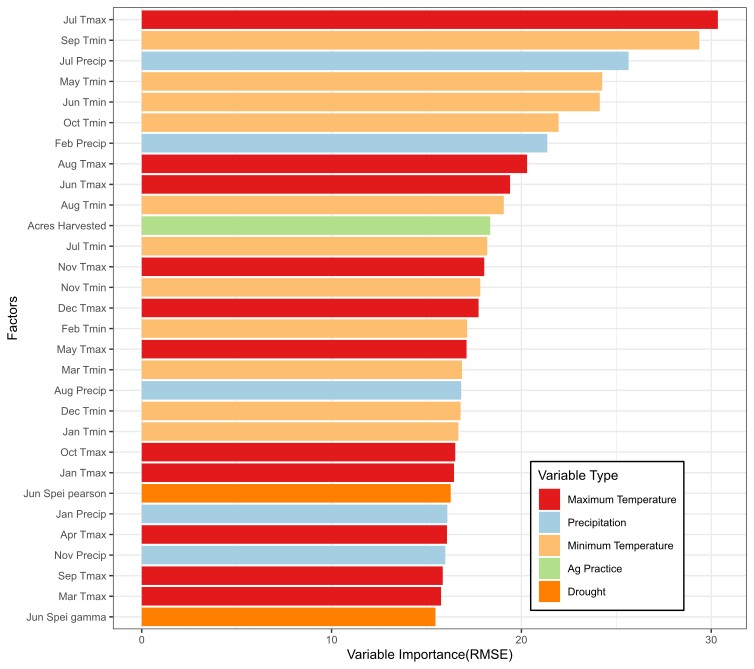 Jul Tmax
Sep Tmin
Jul Precip
May Tmin
Jun Tmin
Oct Tmin
Feb Precip
Aug Tmax
Jun Tmax
Aug Tmin
Acres Harvested
Jul Tmin
Nov Tmax
Nov Tmin
Dec Tmax
Feb Tmin
May Tmax
Mar Tmin
Aug Precip
Dec Tmin
Jan Tmin
Oct Tmax
Jan Tmax
Jun Spei pearson
Jan Precip
Apr Tmax
Nov Precip
Sep Tmax
Mar Tmax
Jun Spei gamma
Factors
Variable Type
Maximum Temperature
Precipitation
Minimum Temperature
Ag Practice
Drought
0 10 20 30
Variable Importance(RMSE)